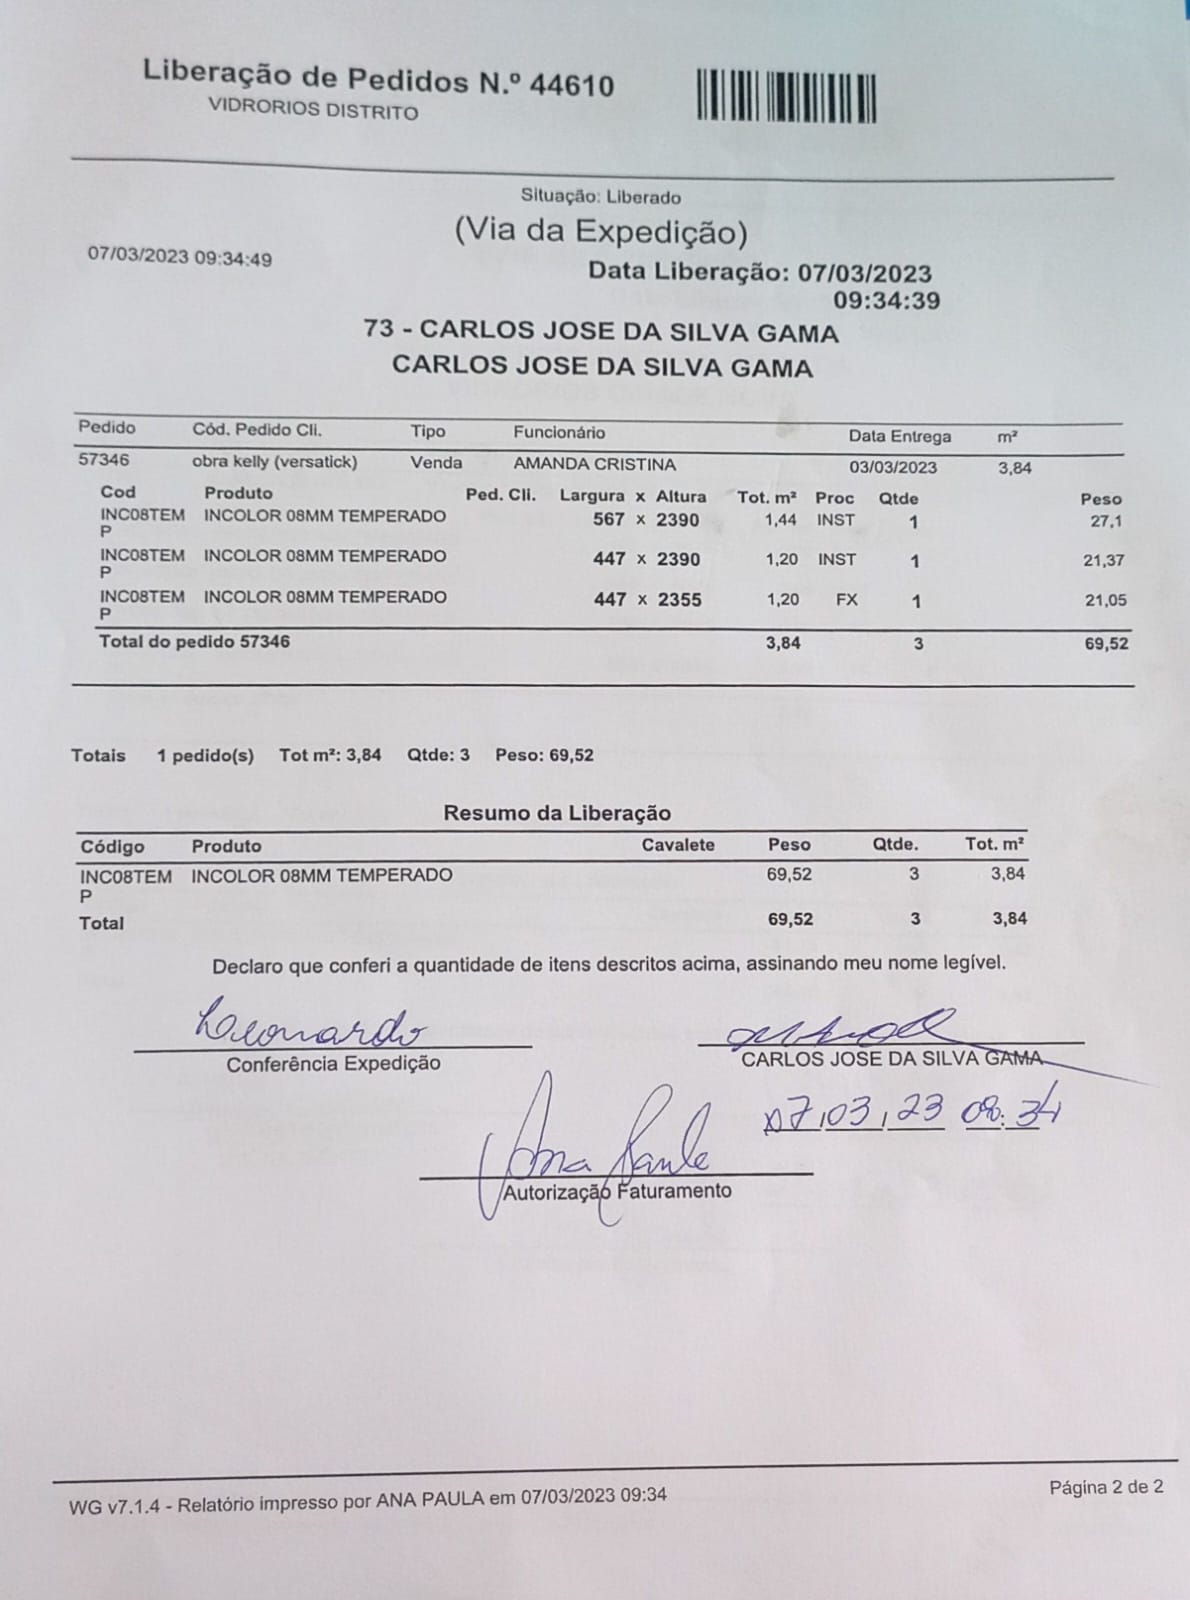 Liberação de Pedidos N.º 44610
VIDRORIOS DISTRITO
Situação: Liberado
(Via da Expedição)
07/03/2023 09:34:49
Data Liberação: 07/03/2023
09:34:39
73 - CARLOS JOSE DA SILVA GAMA
CARLOS JOSE DA SILVA GAMA
Pedido Cód. Pedido Cli. Tipo Funcionário Data Entrega m²
57346 obra kelly (versatick) Venda AMANDA CRISTINA 03/03/2023 3,84
Cod Produto Ped. Cli. Largura x Altura Tot. m² Proc Qtde Peso
INC08TEM INCOLOR 08MM TEMPERADO 567 x 2390 1,44 INST 1 27,1
P
INC08TEM INCOLOR 08MM TEMPERADO 447 x 2390 1,20 INST 1 21,37
P
INC08TEM INCOLOR 08MM TEMPERADO 447 x 2355 1,20 FX 1 21,05
P
Total do pedido 57346 3,84 3 69,52
Totais 1 pedido(s) Tot m²: 3,84 Qtde: 3 Peso: 69,52
Resumo da Liberação
Código Produto Cavalete Peso Qtde. Tot. m²
INC08TEM INCOLOR 08MM TEMPERADO 69,52 3 3,84
P
Total 69,52 3 3,84
Declaro que conferi a quantidade de itens descritos acima, assinando meu nome legível.
Leonardo
Conferência Expedição CARLOS JOSE DA SILVA GAMA
07,03,23 09:34
Ana Paula
Autorização Faturamento
WG v7.1.4 - Relatório impresso por ANA PAULA em 07/03/2023 09:34 Página 2 de 2